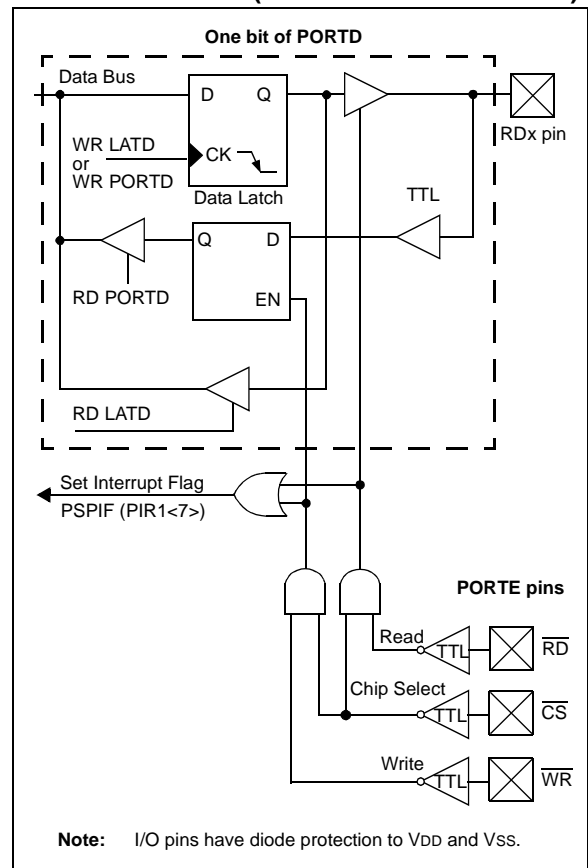 One bit of PORTD
Data Bus
D Q
RDx pin
WR LATD
or
WR PORTD
CK
Data Latch
TTL
Q D
EN
RD PORTD
RD LATD
Set Interrupt Flag
PSPIF (PIR1<7>)
PORTE pins
Read
TTL
RD
Chip Select
TTL
CS
Write
TTL
WR
Note: I/O pins have diode protection to VDD and VSS.